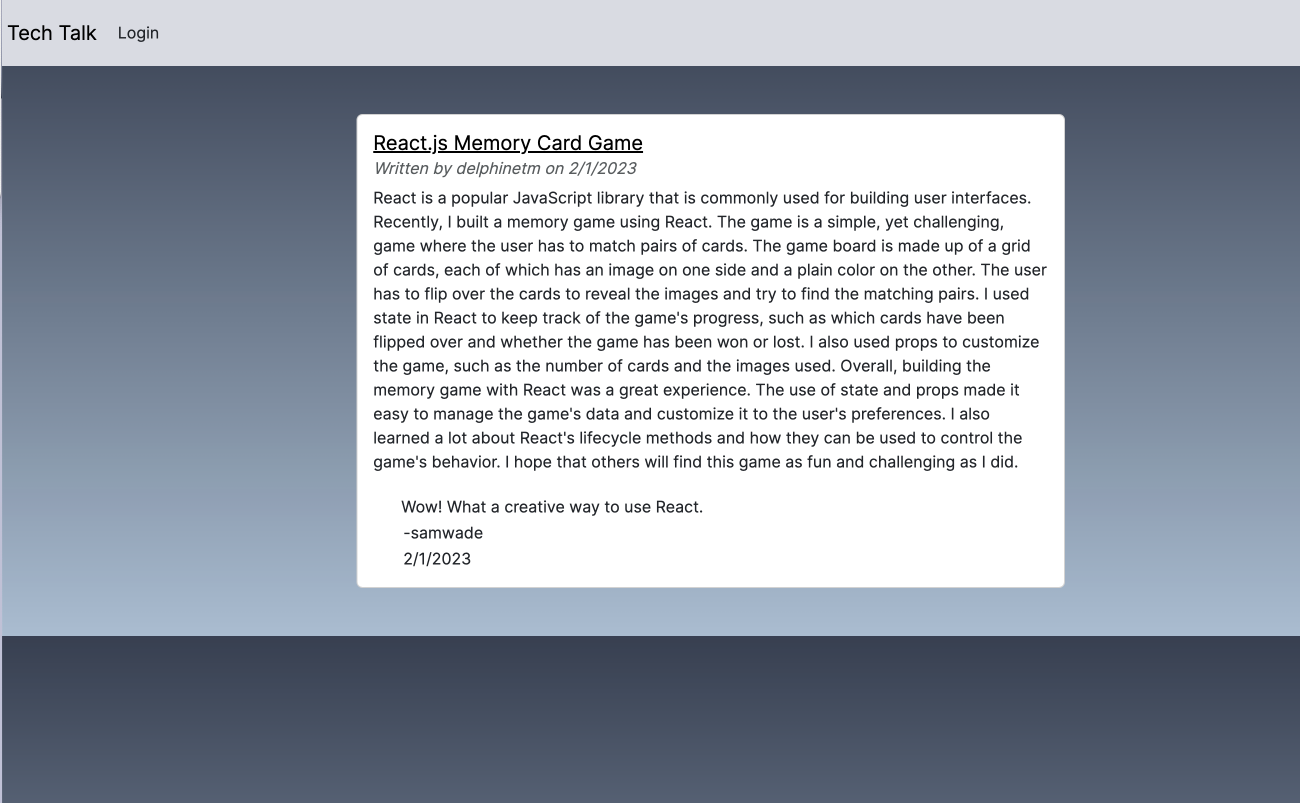 Tech Talk Login
React.js Memory Card Game
Written by delphinetm on 2/1/2023
React is a popular JavaScript library that is commonly used for building user interfaces.
Recently, I built a memory game using React. The game is a simple, yet challenging,
game where the user has to match pairs of cards. The game board is made up of a grid
of cards, each of which has an image on one side and a plain color on the other. The user
has to flip over the cards to reveal the images and try to find the matching pairs. I used
state in React to keep track of the game's progress, such as which cards have been
flipped over and whether the game has been won or lost. I also used props to customize
the game, such as the number of cards and the images used. Overall, building the
memory game with React was a great experience. The use of state and props made it
easy to manage the game's data and customize it to the user's preferences. I also
learned a lot about React's lifecycle methods and how they can be used to control the
game's behavior. I hope that others will find this game as fun and challenging as I did.
Wow! What a creative way to use React.
-samwade
2/1/2023